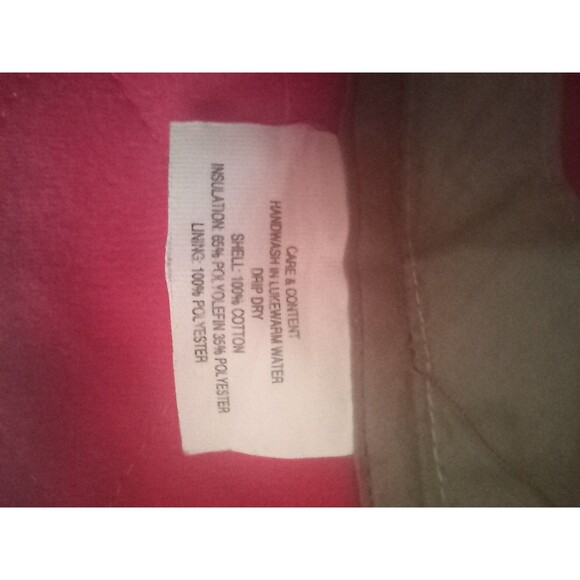 CARE & CONTENT
HANDWASH IN LUKEWARM WATER
DRIP DRY
SHELL: 100% COTTON
INSULATION: 65% POLYOLEFIN 35% POLYESTER
LINING: 100% POLYESTER